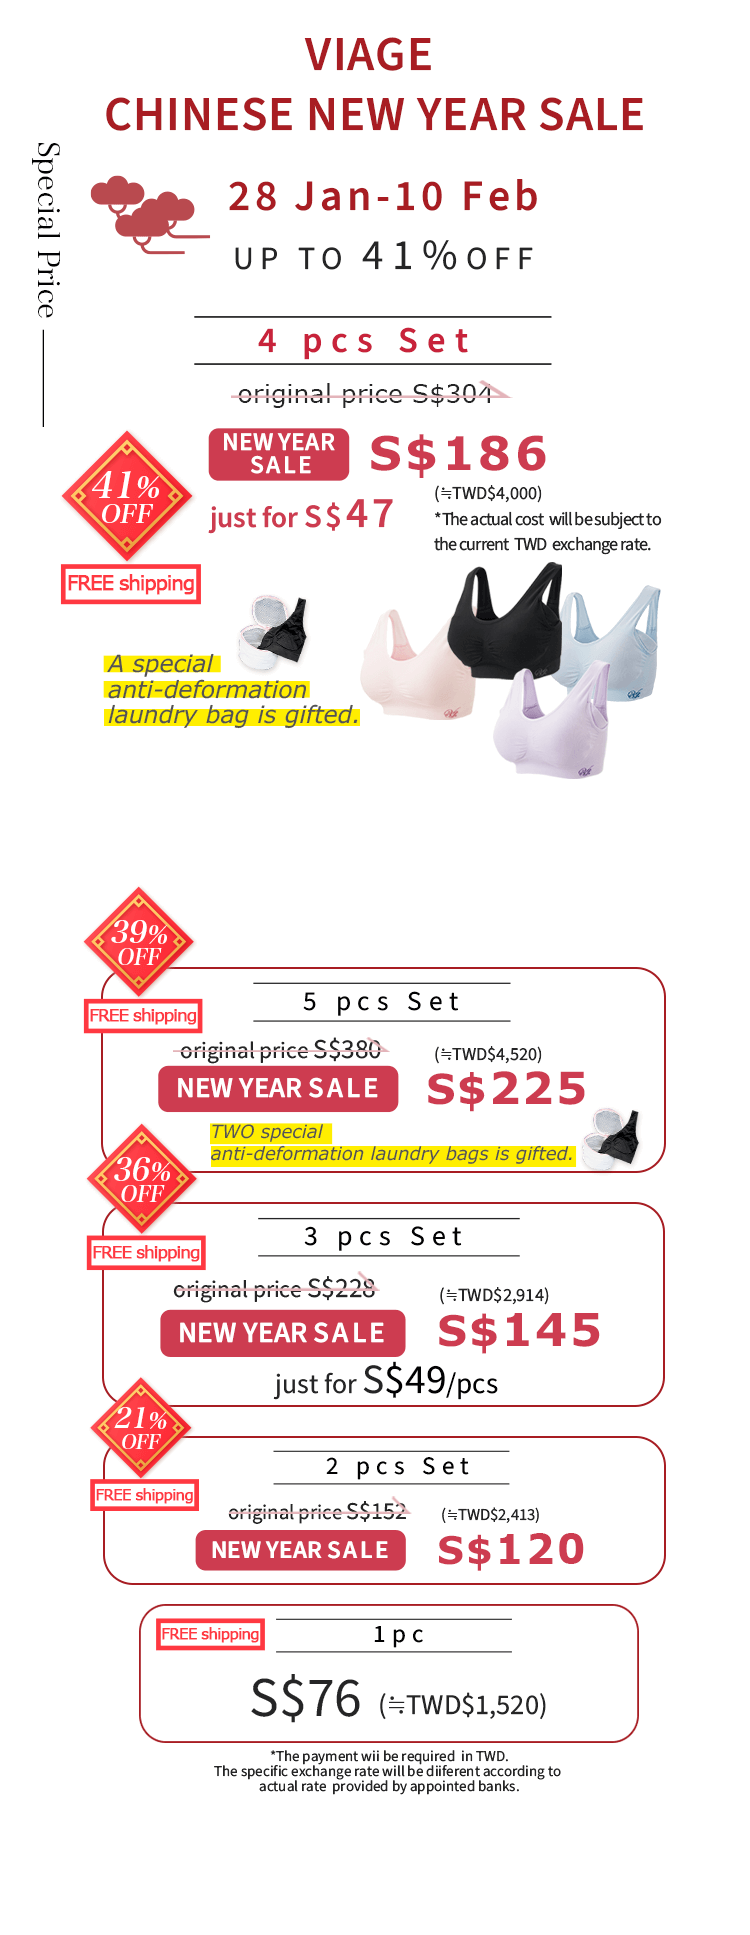 VIAGE
CHINESE NEW YEAR SALE
Special Price
28 Jan-10 Feb
UP TO 41%OFF
4 pcs Set
original price S$304
NEW YEAR
SALE
S$186
41%
OFF
just for S$47
(≒TWD$4,000)
*The actual cost will be subject to
the current TWD exchange rate.
FREE shipping
A special
anti-deformation
laundry bag is gifted.
39%
OFF
FREE shipping
5 pcs Set
original price S$380
(≒TWD$4,520)
NEW YEAR SALE
S$225
TWO special
anti-deformation laundry bags is gifted.
36%
OFF
FREE shipping
3 pcs Set
original price S$228
(≒TWD$2,914)
NEW YEAR SALE
S$145
just for S$49/pcs
21%
OFF
FREE shipping
2 pcs Set
original price S$152
(≒TWD$2,413)
NEW YEAR SALE
S$120
FREE shipping
1pc
S$76 (≒TWD$1,520)
*The payment wii be required in TWD.
The specific exchange rate will be diiferent according to
actual rate provided by appointed banks.